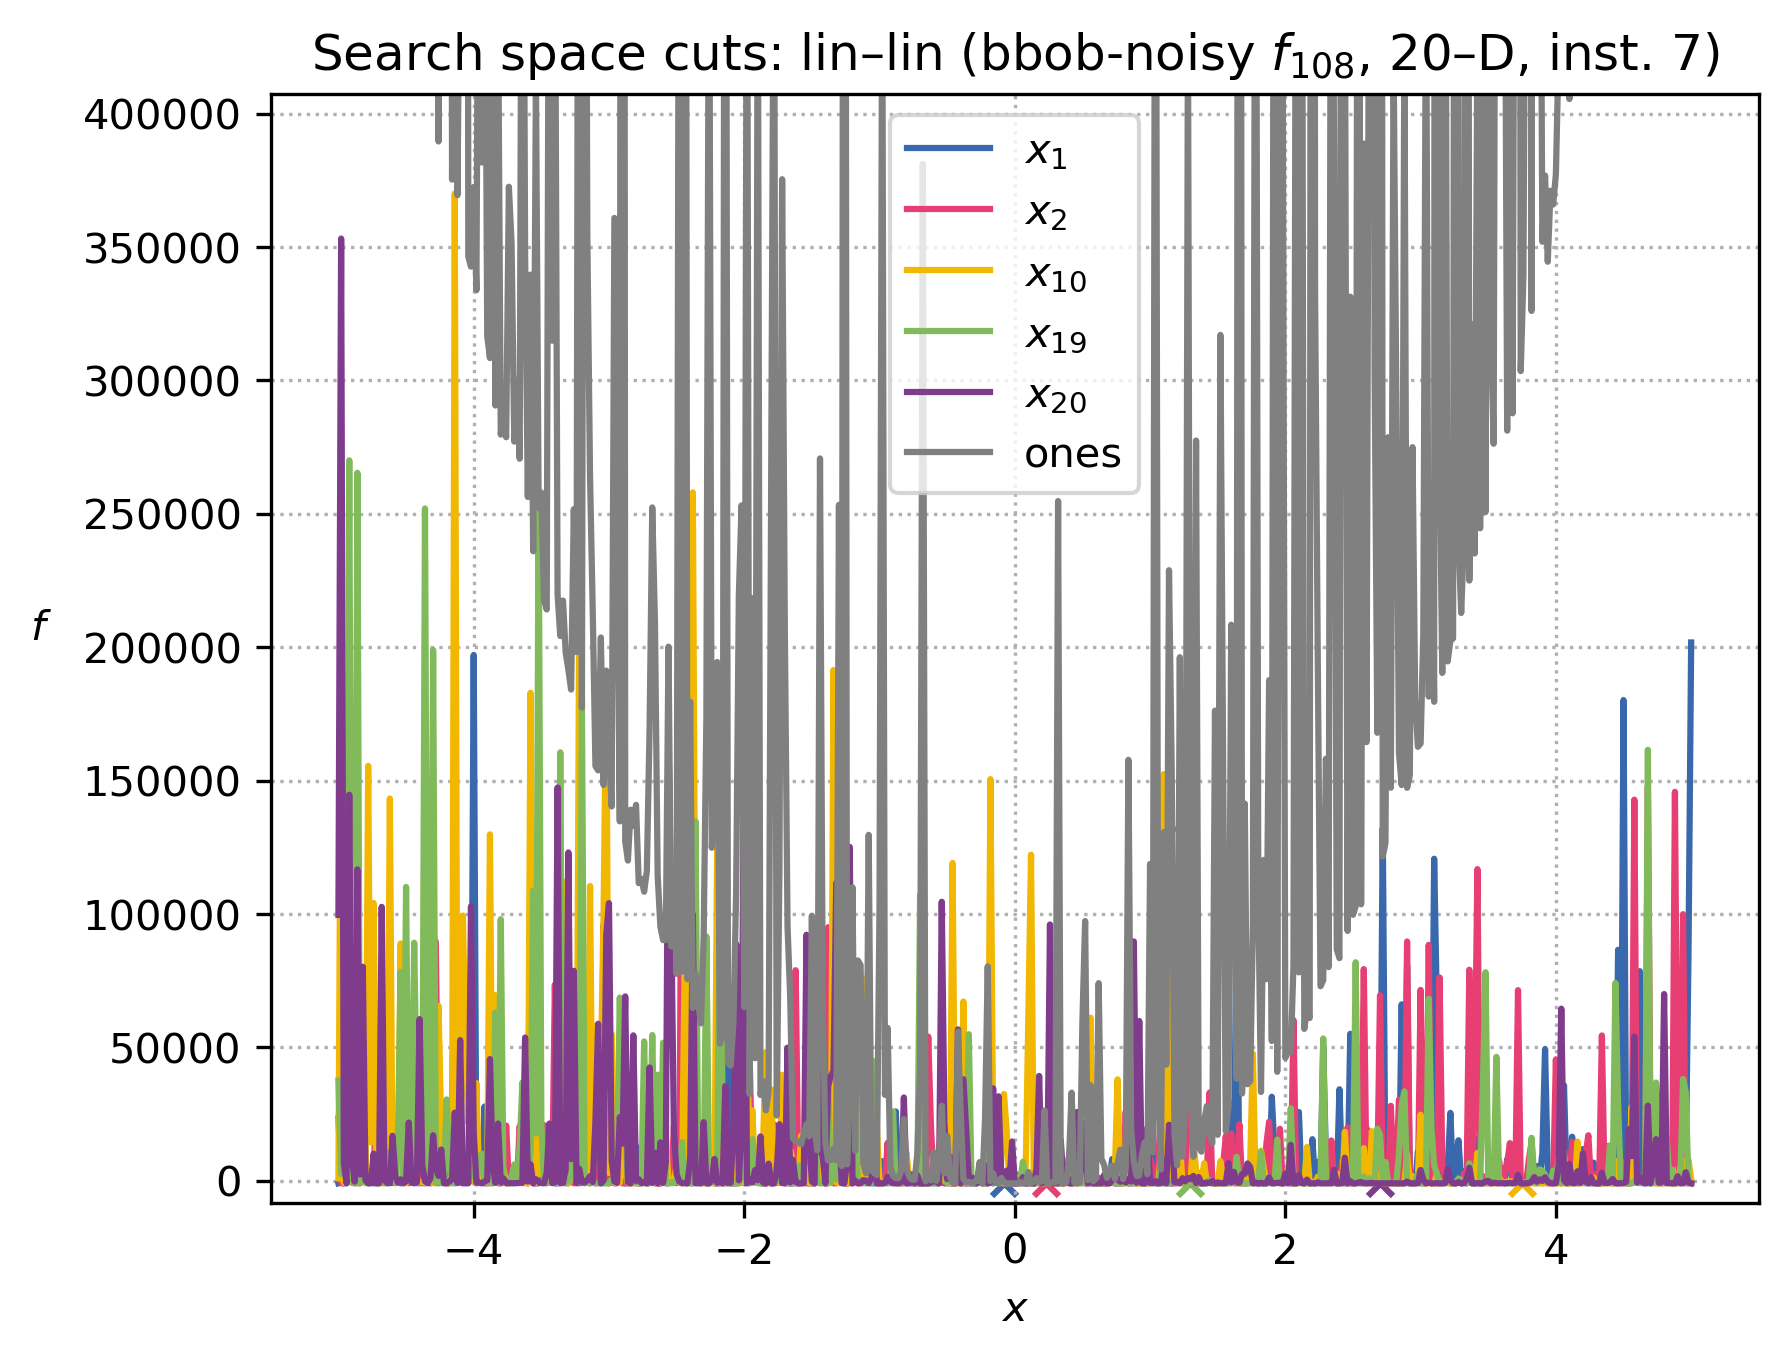 Search space cuts: lin–lin (bbob-noisy f₁₀₈, 20–D, inst. 7)
400000
350000
300000
250000
200000
150000
100000
50000
0
f
x₁
x₂
x₁₀
x₁₉
x₂₀
ones
−4 −2 0 2 4
x